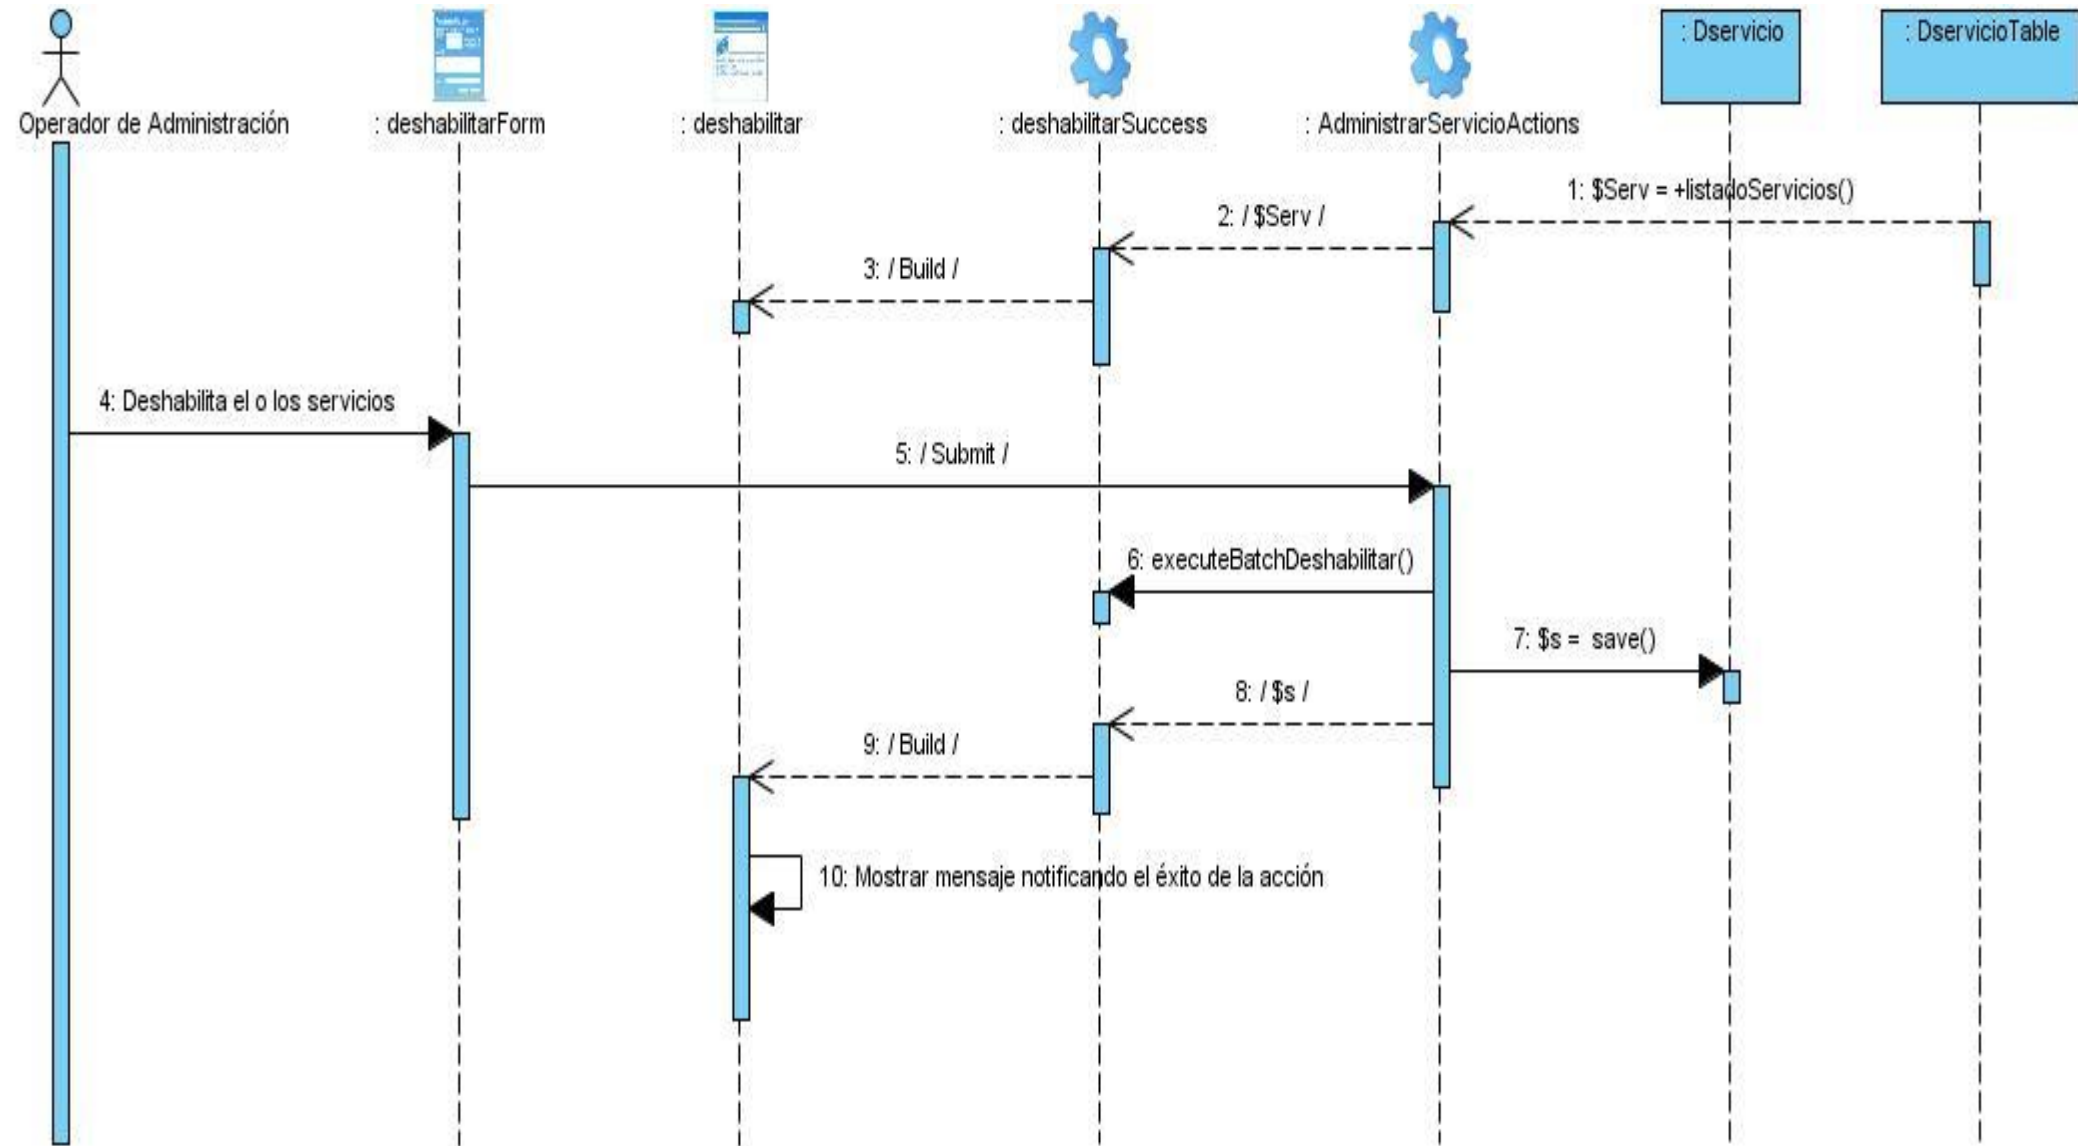 : Dservicio
: DservicioTable
Operador de Administración
: deshabilitarForm
: deshabilitar
: deshabilitarSuccess
: AdministrarServicioActions
1: $Serv = +listadoServicios()
2: / $Serv /
3: / Build /
4: Deshabilita el o los servicios
5: / Submit /
6: executeBatchDeshabilitar()
7: $s = save()
8: / $s /
9: / Build /
10: Mostrar mensaje notificando el éxito de la acción